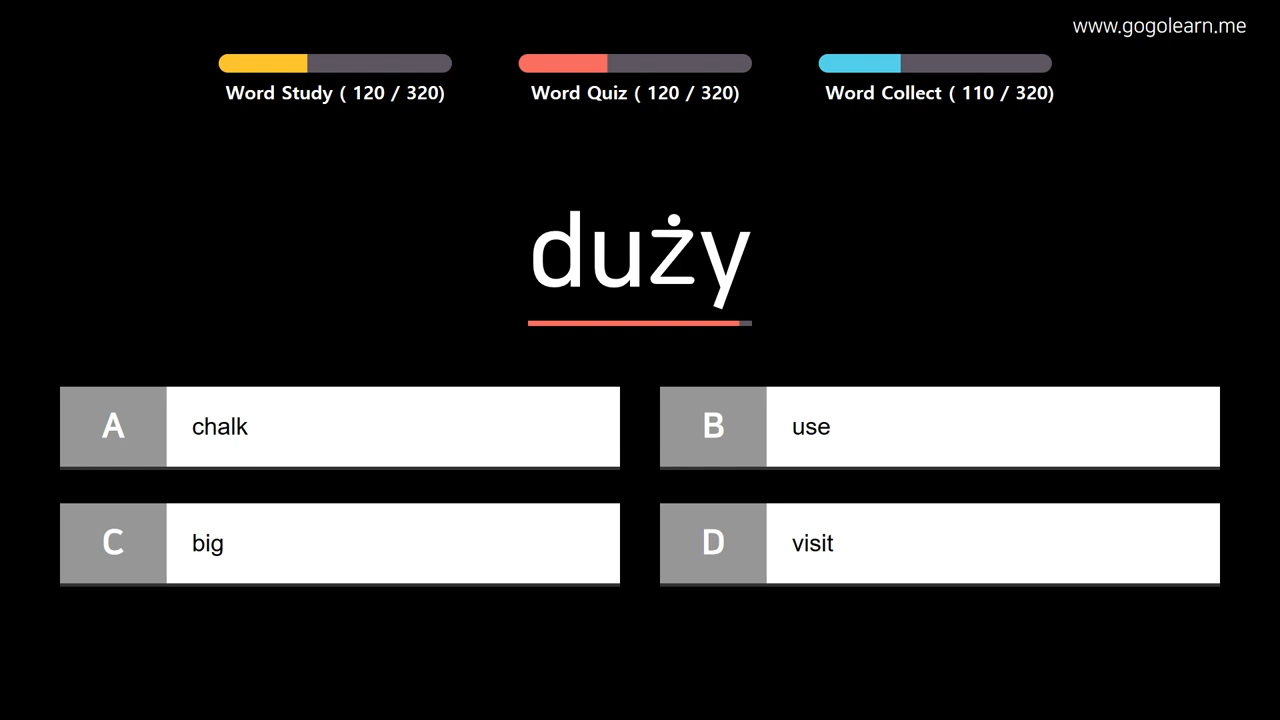 www.gogolearn.me
Word Study ( 120 / 320)
Word Quiz ( 120 / 320)
Word Collect ( 110 / 320)
duży
A chalk
B use
C big
D visit